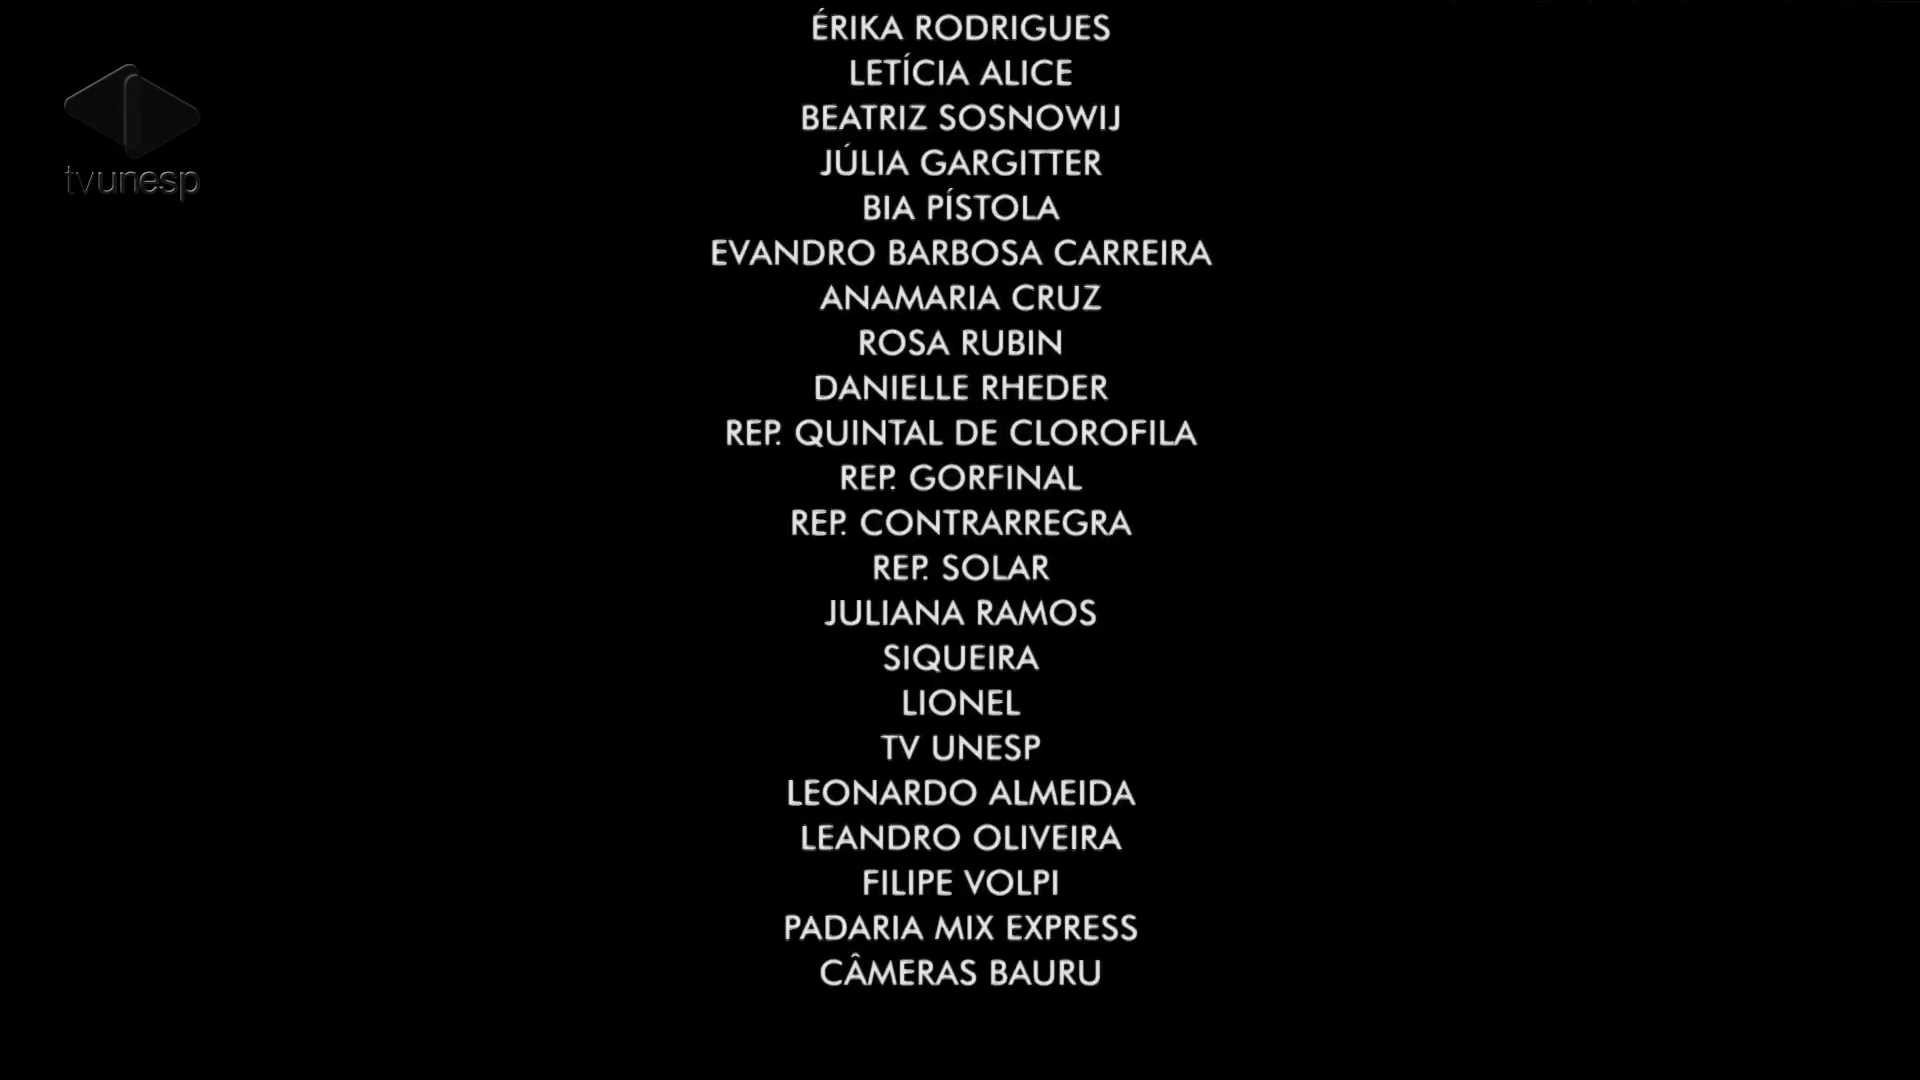 ÉRIKA RODRIGUES
LETÍCIA ALICE
BEATRIZ SOSNOWIJ
JÚLIA GARGITTER
BIA PÍSTOLA
EVANDRO BARBOSA CARREIRA
ANAMARIA CRUZ
ROSA RUBIN
DANIELLE RHEDER
REP. QUINTAL DE CLOROFILA
REP. GORFINAL
REP. CONTRARREGRA
REP. SOLAR
JULIANA RAMOS
SIQUEIRA
LIONEL
TV UNESP
LEONARDO ALMEIDA
LEANDRO OLIVEIRA
FILIPE VOLPI
PADARIA MIX EXPRESS
CÂMERAS BAURU
tvunesp